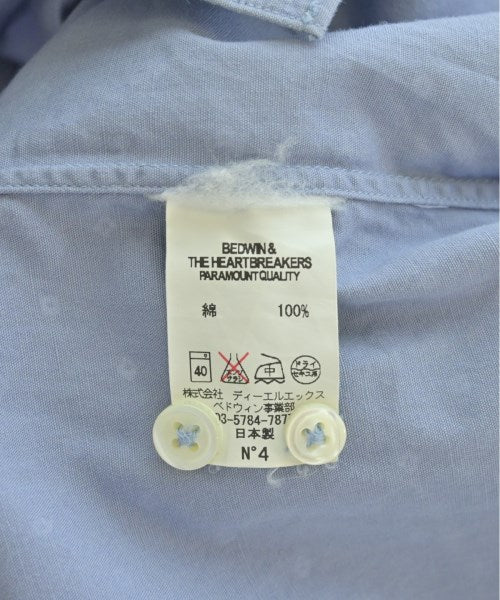 BEDWIN &
THE HEARTBREAKERS
PARAMOUNT QUALITY
綿 100%
40 中 ドライ
株式会社 ディーエルエックス
ベドウィン事業部
日本製
N°4